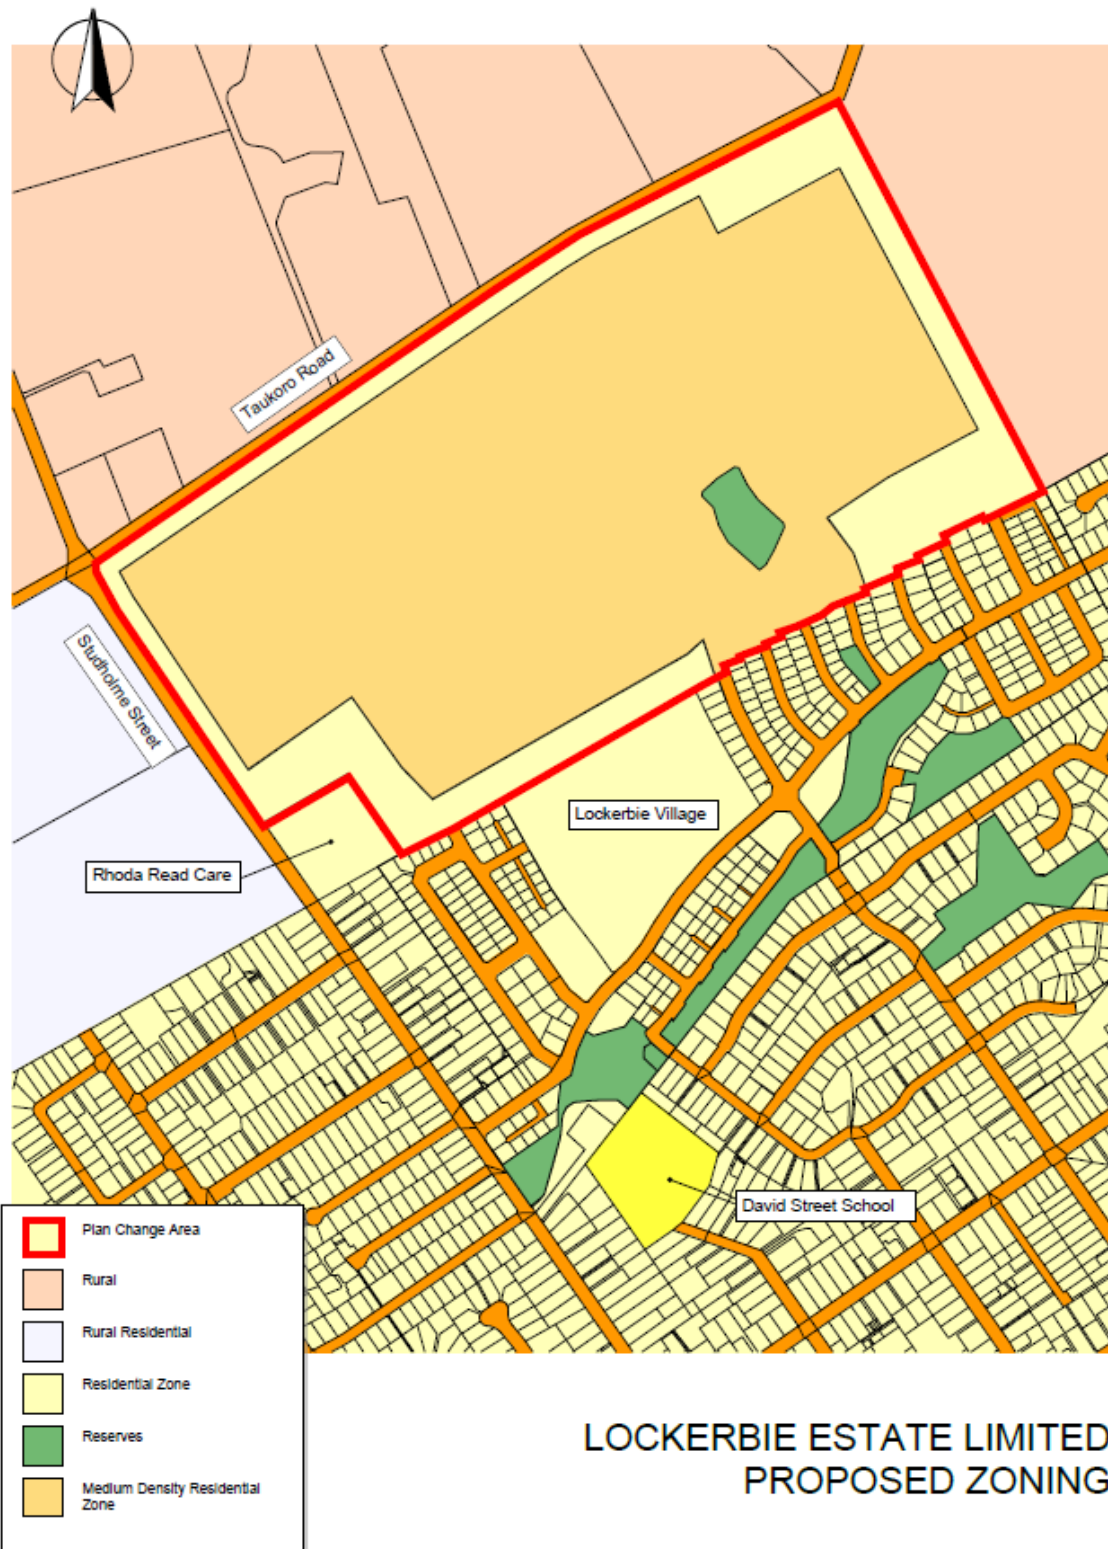 Taukoro Road
Studholme Street
Lockerbie Village
Rhoda Read Care
David Street School
Plan Change Area
Rural
Rural Residential
Residential Zone
Reserves
Medium Density Residential
Zone
LOCKERBIE ESTATE LIMITED
PROPOSED ZONING